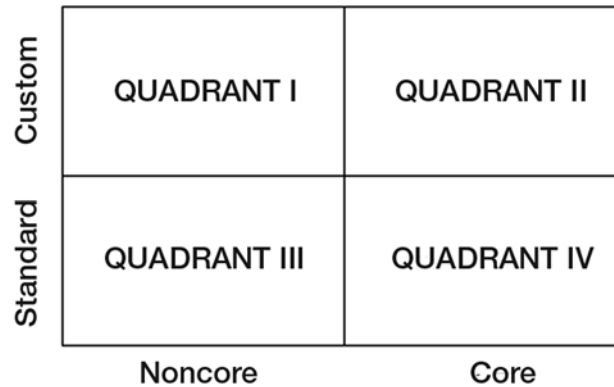 Custom
QUADRANT I
QUADRANT II
Standard
QUADRANT III
QUADRANT IV
Noncore
Core